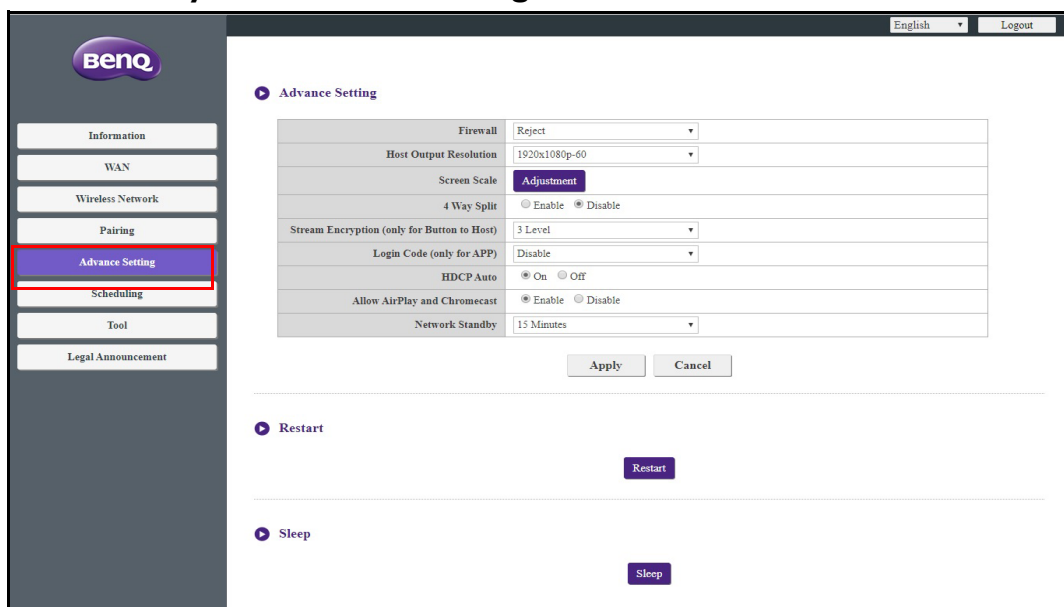 English
Logout
BenQ
Information
WAN
Wireless Network
Pairing
Advance Setting
Scheduling
Tool
Legal Announcement
Advance Setting
Firewall Reject
Host Output Resolution 1920x1080p-60
Screen Scale Adjustment
4 Way Split Enable Disable
Stream Encryption (only for Button to Host) 3 Level
Login Code (only for APP) Disable
HDCP Auto On Off
Allow AirPlay and Chromecast Enable Disable
Network Standby 15 Minutes
Apply Cancel
Restart
Restart
Sleep
Sleep